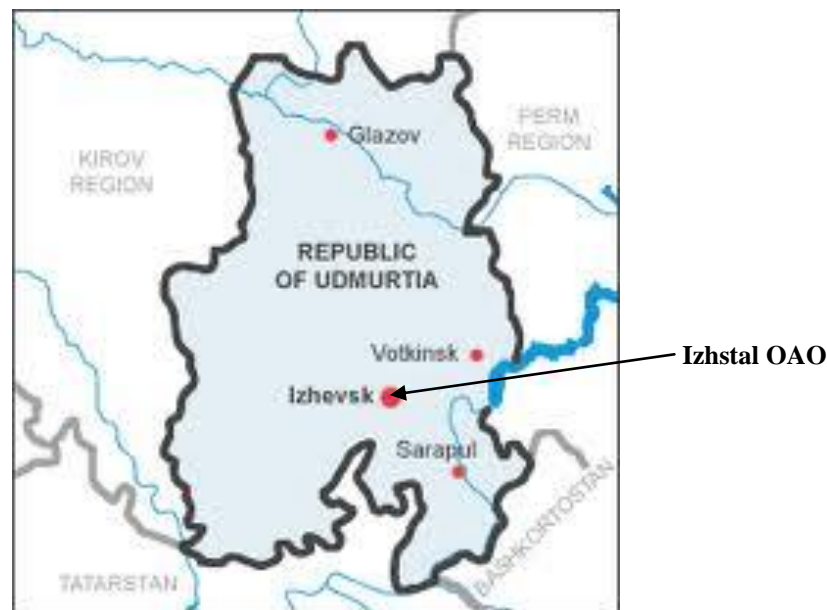 Glazov
PERM
REGION
KIROV
REGION
REPUBLIC
OF UDMURTIA
Votkinsk
Izhstal OAO
Izhevsk
Sarapul
BASHKORTOSTAN
TATARSTAN